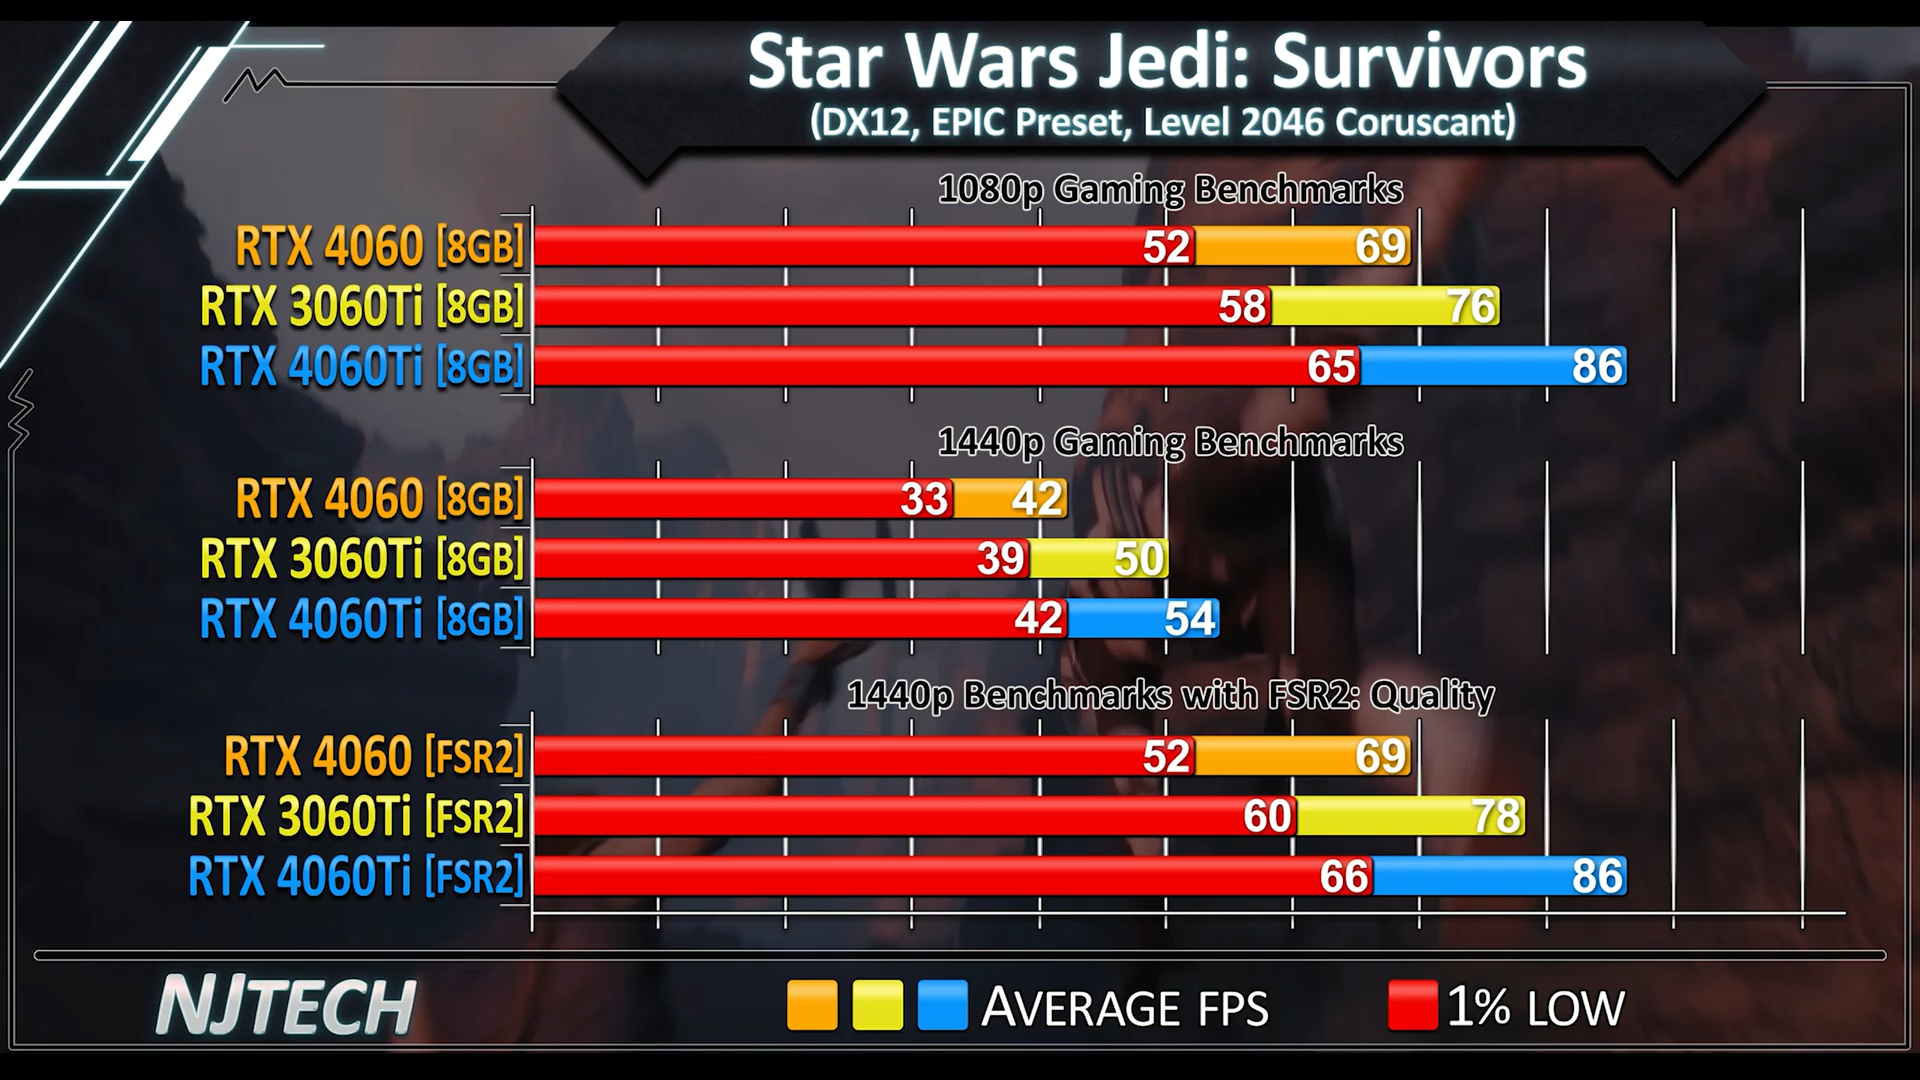 Star Wars Jedi: Survivors
(DX12, EPIC Preset, Level 2046 Coruscant)
1080p Gaming Benchmarks
RTX 4060 [8GB] 52 69
RTX 3060Ti [8GB] 58 76
RTX 4060Ti [8GB] 65 86
1440p Gaming Benchmarks
RTX 4060 [8GB] 33 42
RTX 3060Ti [8GB] 39 50
RTX 4060Ti [8GB] 42 54
1440p Benchmarks with FSR2: Quality
RTX 4060 [FSR2] 52 69
RTX 3060Ti [FSR2] 60 78
RTX 4060Ti [FSR2] 66 86
NJTECH AVERAGE FPS 1% LOW